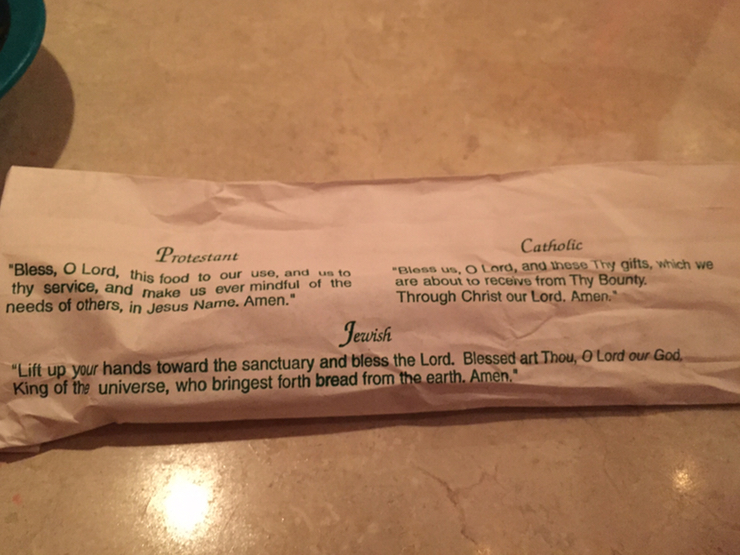 Protestant
"Bless, O Lord, this food to our use, and us to
thy service, and make us ever mindful of the
needs of others, in Jesus Name. Amen."
Catholic
"Bless us, O Lord, and these Thy gifts, which we
are about to receive from Thy Bounty.
Through Christ our Lord. Amen."
Jewish
"Lift up your hands toward the sanctuary and bless the Lord. Blessed art Thou, O Lord our God,
King of the universe, who bringest forth bread from the earth. Amen."